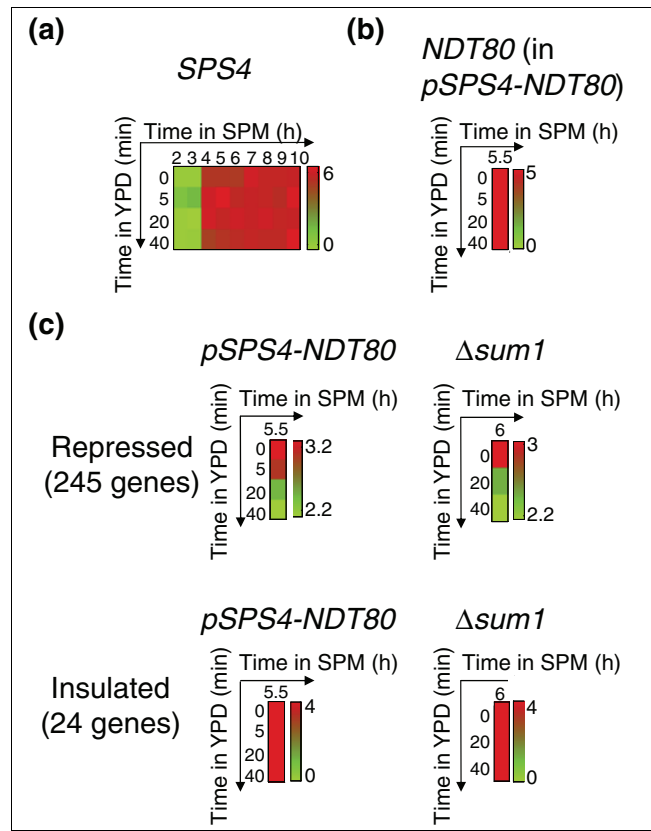 (a)
SPS4
Time in SPM (h)
Time in YPD (min)
2 3 4 5 6 7 8 9 10
0
5
20
40
6
0
(b)
NDT80 (in
pSPS4-NDT80)
Time in SPM (h)
Time in YPD (min)
5.5
0
5
20
40
5
0
(c)
pSPS4-NDT80
Δsum1
Repressed
(245 genes)
Time in SPM (h)
Time in YPD (min)
5.5
0
5
20
40
3.2
2.2
Time in SPM (h)
Time in YPD (min)
6
0
20
40
3
2.2
pSPS4-NDT80
Δsum1
Insulated
(24 genes)
Time in SPM (h)
Time in YPD (min)
5.5
0
5
20
40
4
0
Time in SPM (h)
Time in YPD (min)
6
0
20
40
4
0